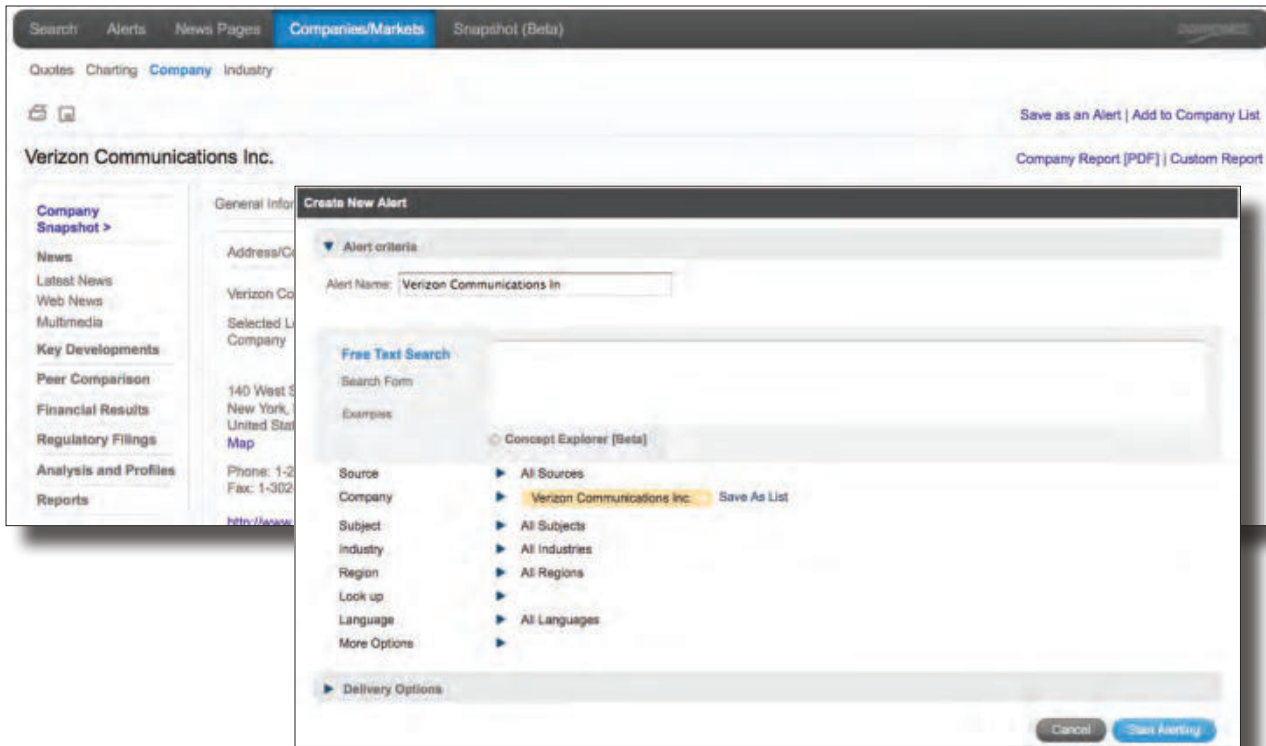 Search Alerts News Pages Companies/Markets Snapshot (Beta)
Quotes Charting Company Industry
Save as an Alert | Add to Company List
Verizon Communications Inc.
Company Report [PDF] | Custom Report
Company
Snapshot >
News
Latest News
Web News
Multimedia
Key Developments
Peer Comparison
Financial Results
Regulatory Filings
Analysis and Profiles
Reports
General Infor
Address/Co
Verizon Co
Selected L
Company
140 West S
New York,
United Stat
Map
Phone: 1-2
Fax: 1-302
http://www
Create New Alert
Alert criteria
Alert Name: Verizon Communications In
Free Text Search
Search Form
Examples
Concept Explorer [Beta]
Source All Sources
Company Verizon Communications Inc. Save As List
Subject All Subjects
Industry All Industries
Region All Regions
Look up
Language All Languages
More Options
Delivery Options
Cancel Start Alerting